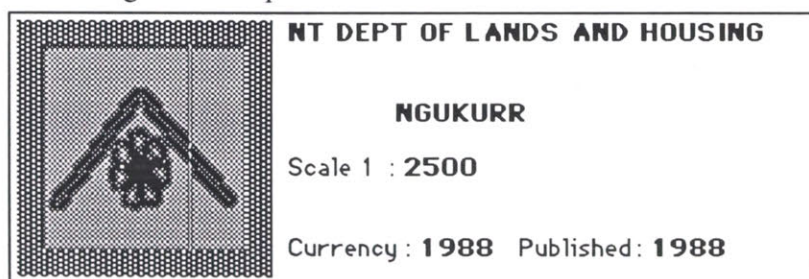 NT DEPT OF LANDS AND HOUSING
NGUKURR
Scale 1 : 2500
Currency : 1988 Published : 1988